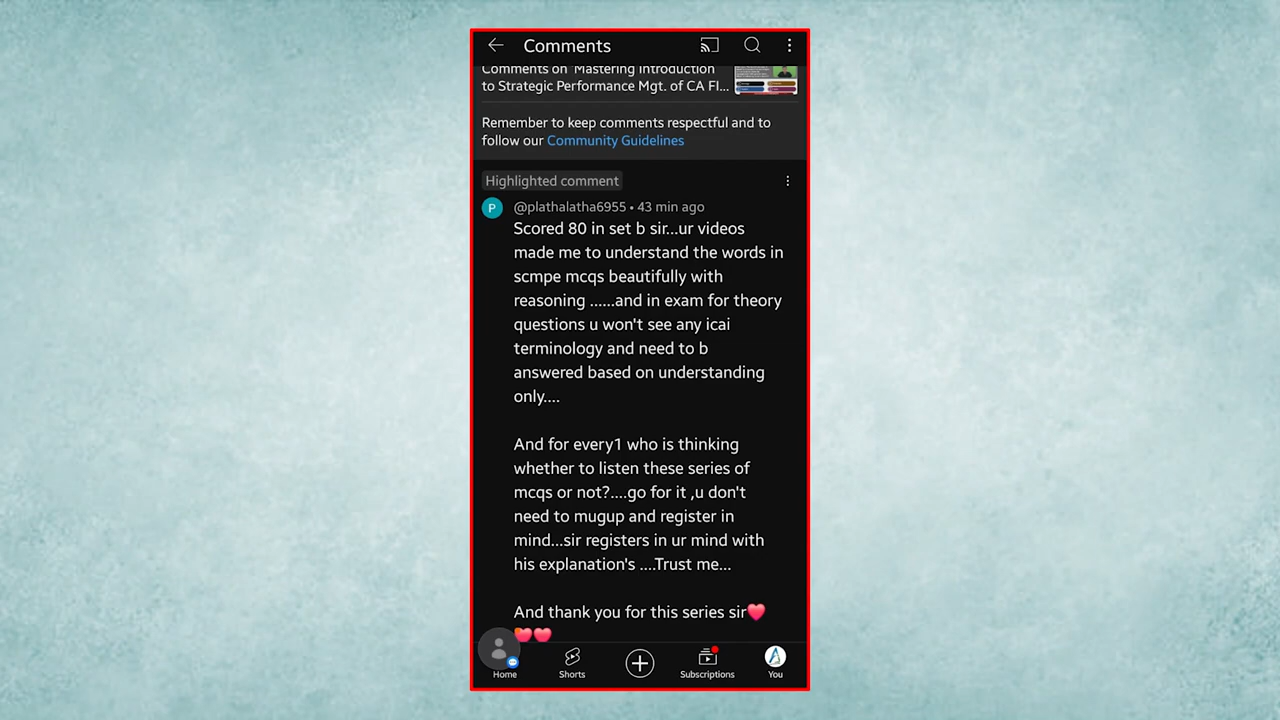 Comments
Comments on 'Mastering Introduction
to Strategic Performance Mgt. of CA FI...
Remember to keep comments respectful and to
follow our Community Guidelines
Highlighted comment
P
@plathalatha6955 • 43 min ago
Scored 80 in set b sir...ur videos
made me to understand the words in
scmpe mcqs beautifully with
reasoning ......and in exam for theory
questions u won't see any icai
terminology and need to b
answered based on understanding
only....
And for every1 who is thinking
whether to listen these series of
mcqs or not?....go for it ,u don't
need to mugup and register in
mind...sir registers in ur mind with
his explanation's ....Trust me...
And thank you for this series sir❤️
❤️❤️
Home
Shorts
Subscriptions
You